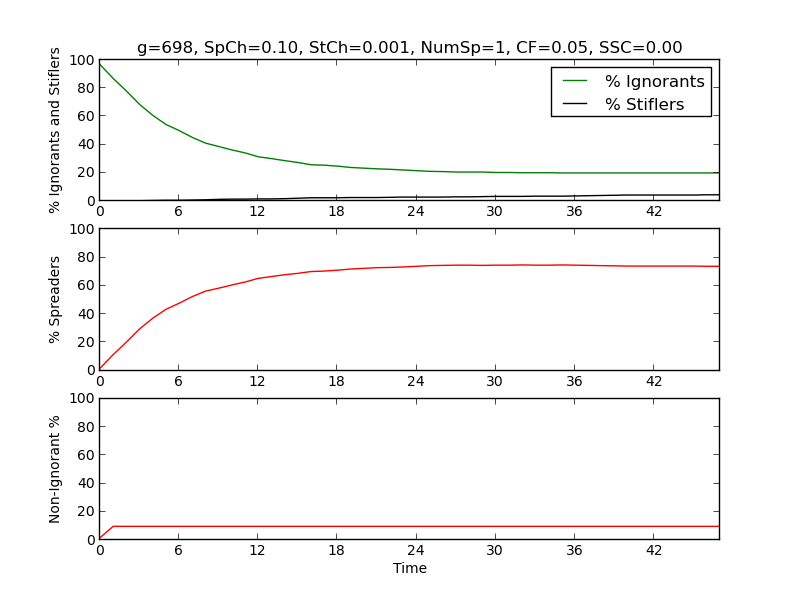 g=698, SpCh=0.10, StCh=0.001, NumSp=1, CF=0.05, SSC=0.00
% Ignorants and Stiflers
100
80
60
40
20
0
% Ignorants
% Stiflers
0 6 12 18 24 30 36 42
% Spreaders
100
80
60
40
20
0
0 6 12 18 24 30 36 42
Non-Ignorant %
100
80
60
40
20
0
0 6 12 18 24 30 36 42
Time